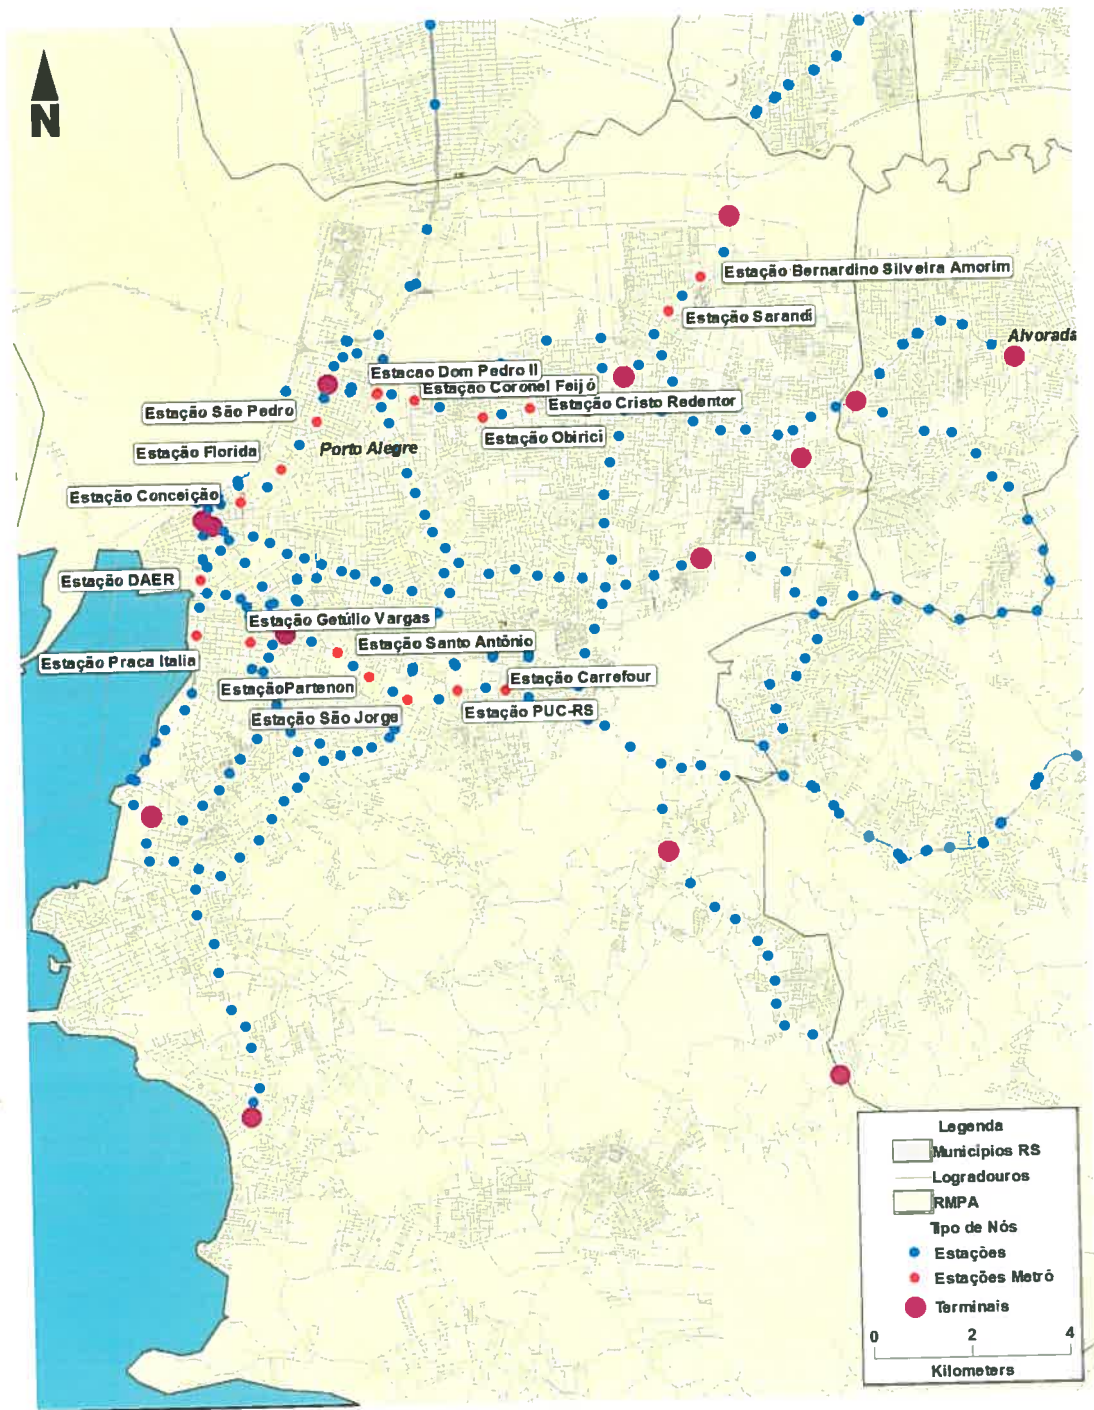 N
Estação Bernardino Silveira Amorim
Estação Sarandi
Alvorada
Estacao Dom Pedro II
Estaçao Coronel Feijó
Estação Cristo Redentor
Estação São Pedro
Estação Obirici
Porto Alegre
Estação Florida
Estação Conceição
Estação DAER
Estação Getúlio Vargas
Estação Santo Antônio
Estação Praca Italia
Estação Carrefour
EstaçãoPartenon
Estação PUC-RS
Estação São Jorge
Legenda
Municipios RS
Logradouros
RMPA
Tipo de Nós
Estações
Estações Metrô
Terminais
0 2 4
Kilometers